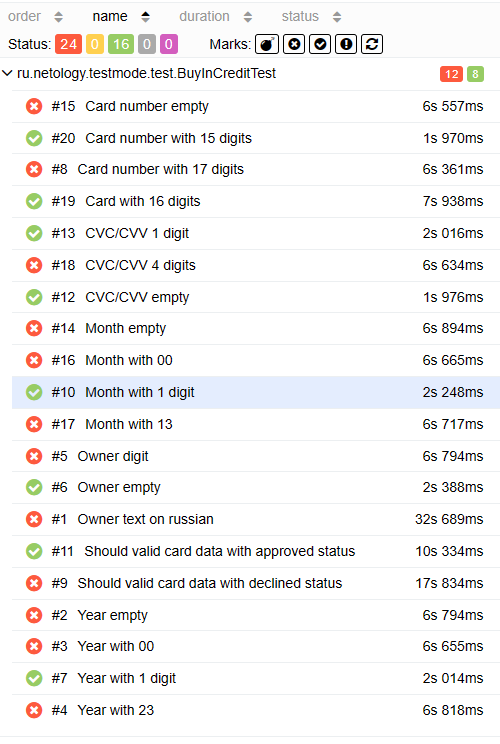 order name duration status
Status: 24 0 16 0 0 Marks:
ru.netology.testmode.test.BuyInCreditTest 12 8
#15 Card number empty 6s 557ms
#20 Card number with 15 digits 1s 970ms
#8 Card number with 17 digits 6s 361ms
#19 Card with 16 digits 7s 938ms
#13 CVC/CVV 1 digit 2s 016ms
#18 CVC/CVV 4 digits 6s 634ms
#12 CVC/CVV empty 1s 976ms
#14 Month empty 6s 894ms
#16 Month with 00 6s 665ms
#10 Month with 1 digit 2s 248ms
#17 Month with 13 6s 717ms
#5 Owner digit 6s 794ms
#6 Owner empty 2s 388ms
#1 Owner text on russian 32s 689ms
#11 Should valid card data with approved status 10s 334ms
#9 Should valid card data with declined status 17s 834ms
#2 Year empty 6s 794ms
#3 Year with 00 6s 655ms
#7 Year with 1 digit 2s 014ms
#4 Year with 23 6s 818ms